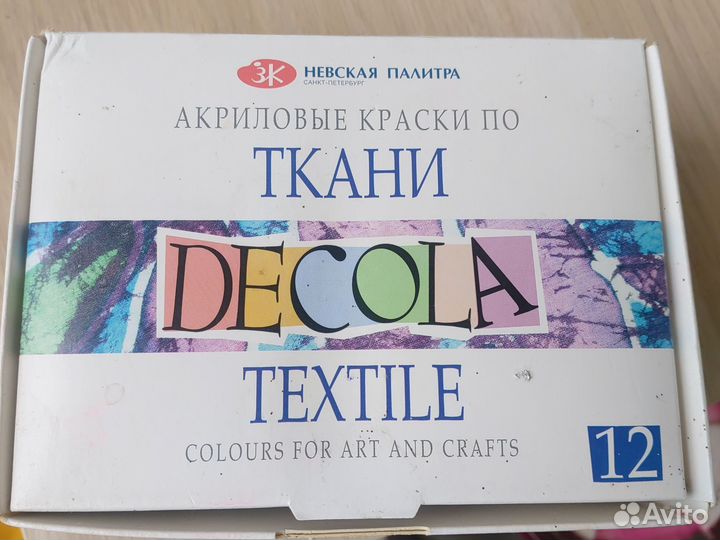 ЗК НЕВСКАЯ ПАЛИТРА
САНКТ-ПЕТЕРБУРГ
АКРИЛОВЫЕ КРАСКИ ПО
ТКАНИ
DECOLA
TEXTILE
COLOURS FOR ART AND CRAFTS
12
Avito